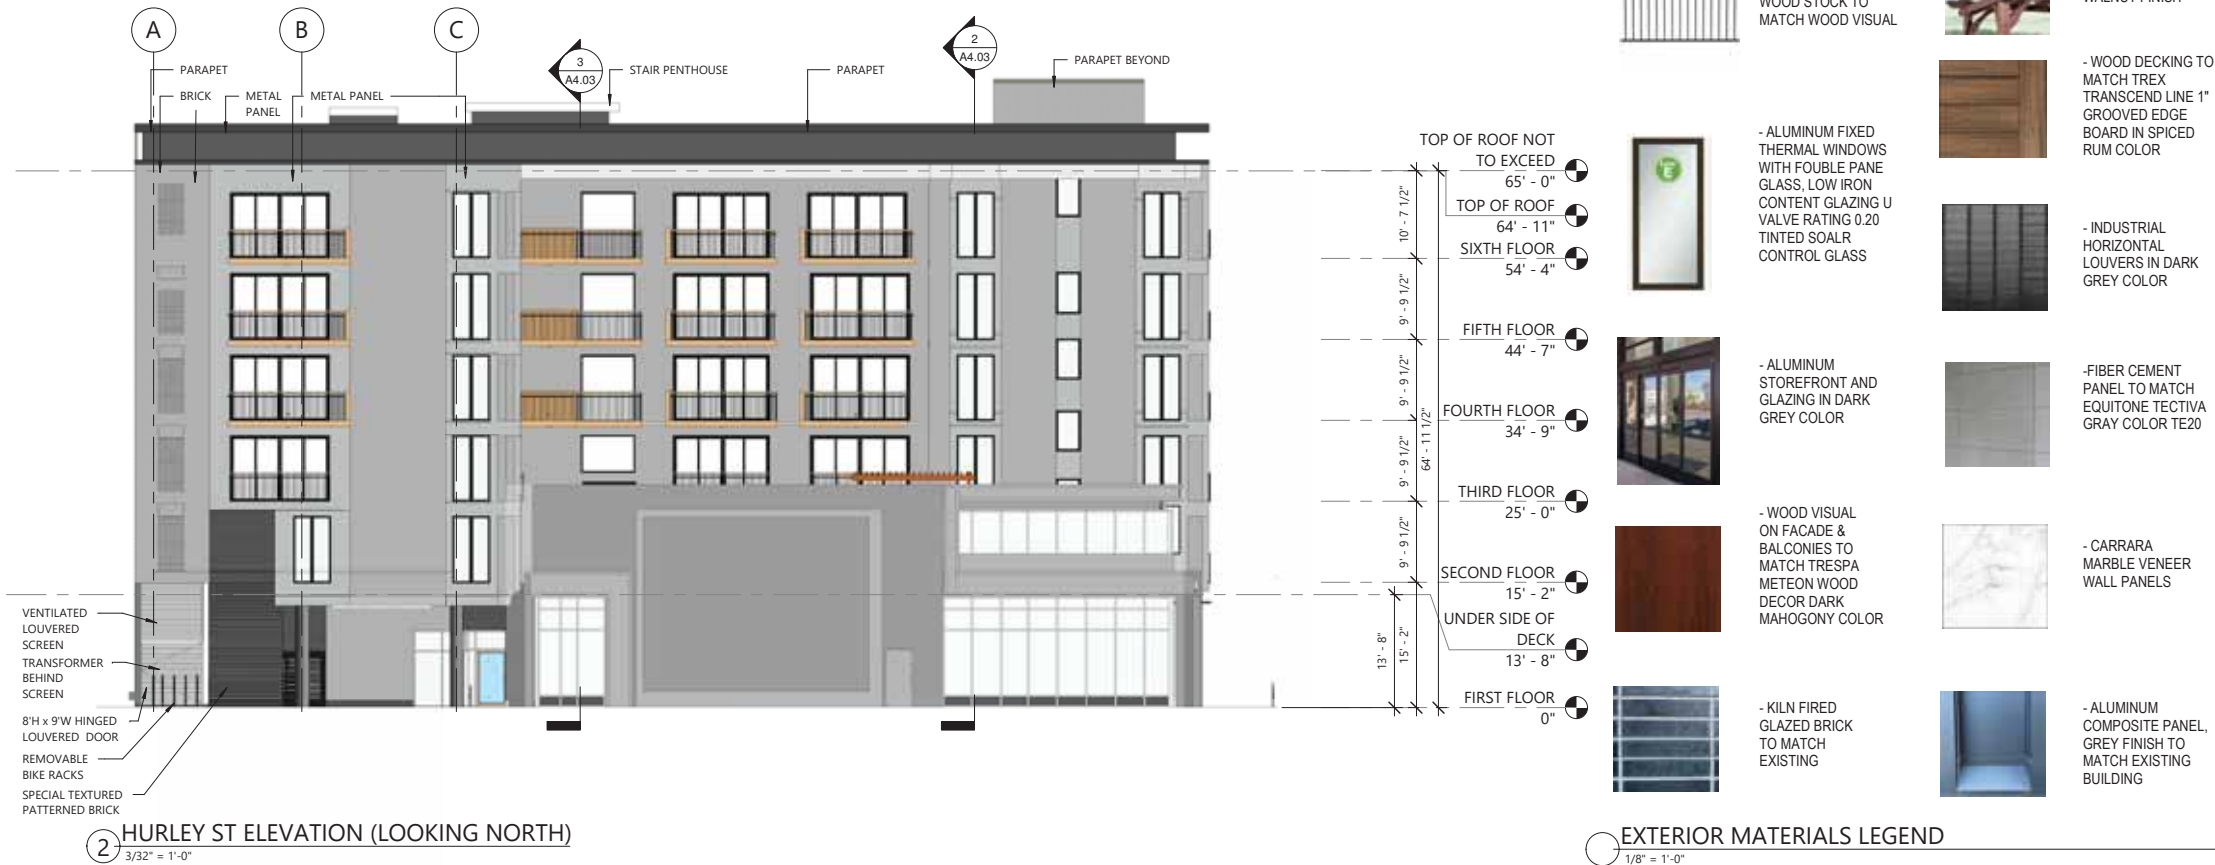 A
B
C
3
A4.03
2
A4.03
PARAPET
BRICK
METAL
PANEL
METAL PANEL
STAIR PENTHOUSE
PARAPET
PARAPET BEYOND
VENTILATED
LOUVERED
SCREEN
TRANSFORMER
BEHIND
SCREEN
8'H x 9'W HINGED
LOUVERED DOOR
REMOVABLE
BIKE RACKS
SPECIAL TEXTURED
PATTERNED BRICK
2
HURLEY ST ELEVATION (LOOKING NORTH)
3/32" = 1'-0"
TOP OF ROOF NOT
TO EXCEED
65' - 0"
TOP OF ROOF
64' - 11"
SIXTH FLOOR
54' - 4"
FIFTH FLOOR
44' - 7"
FOURTH FLOOR
34' - 9"
THIRD FLOOR
25' - 0"
SECOND FLOOR
15' - 2"
UNDER SIDE OF
DECK
13' - 8"
FIRST FLOOR
0"
10' - 7 1/2"
9' - 9 1/2"
9' - 9 1/2"
9' - 9 1/2"
9' - 9 1/2"
64' - 11 1/2"
13' - 8"
15' - 2"
WOOD STOCK TO
MATCH WOOD VISUAL
- ALUMINUM FIXED
THERMAL WINDOWS
WITH FOUBLE PANE
GLASS, LOW IRON
CONTENT GLAZING U
VALVE RATING 0.20
TINTED SOALR
CONTROL GLASS
- ALUMINUM
STOREFRONT AND
GLAZING IN DARK
GREY COLOR
- WOOD VISUAL
ON FACADE &
BALCONIES TO
MATCH TRESPA
METEON WOOD
DECOR DARK
MAHOGONY COLOR
- KILN FIRED
GLAZED BRICK
TO MATCH
EXISTING
WALNUT FINISH
- WOOD DECKING TO
MATCH TREX
TRANSCEND LINE 1"
GROOVED EDGE
BOARD IN SPICED
RUM COLOR
- INDUSTRIAL
HORIZONTAL
LOUVERS IN DARK
GREY COLOR
-FIBER CEMENT
PANEL TO MATCH
EQUITONE TECTIVA
GRAY COLOR TE20
- CARRARA
MARBLE VENEER
WALL PANELS
- ALUMINUM
COMPOSITE PANEL,
GREY FINISH TO
MATCH EXISTING
BUILDING
EXTERIOR MATERIALS LEGEND
1/8" = 1'-0"